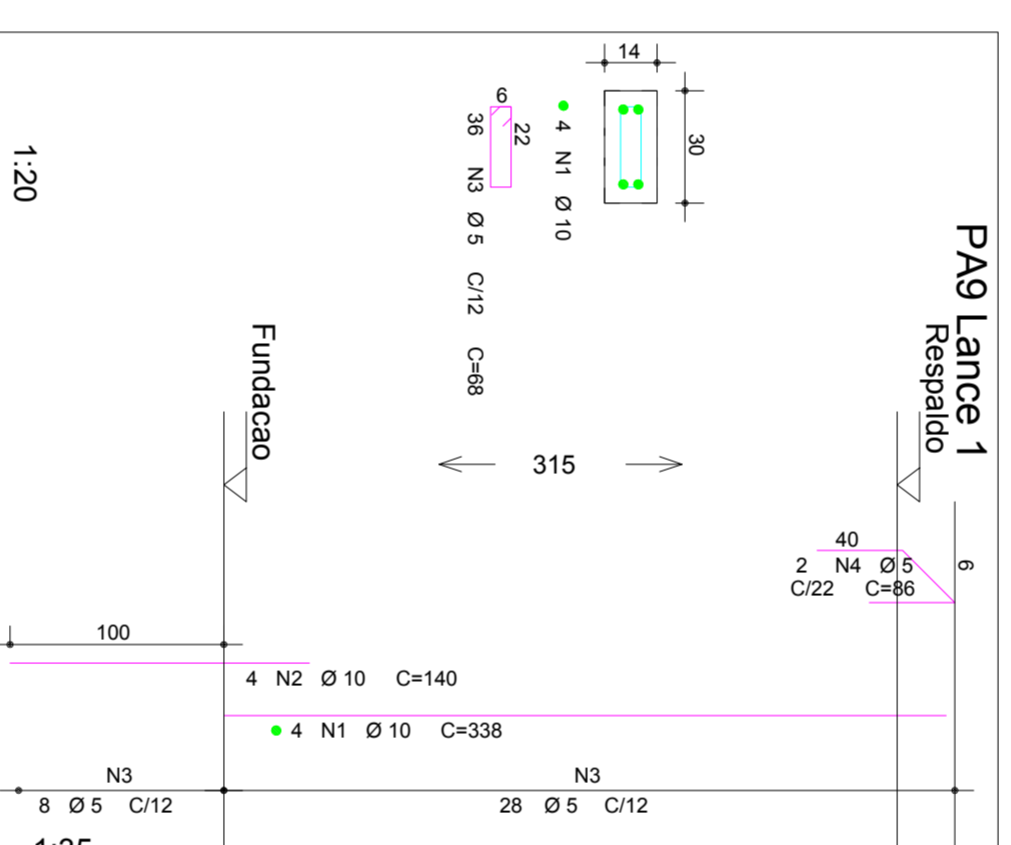 PA9 Lance 1
Respaldo
Fundacao
1:20
14
30
4 N1 Ø 10
6
22
36 N3 Ø 5 C/12 C=68
315
40
6
2 N4 Ø 5
C/22 C=86
100
4 N2 Ø 10 C=140
4 N1 Ø 10 C=338
N3
8 Ø 5 C/12
N3
28 Ø 5 C/12